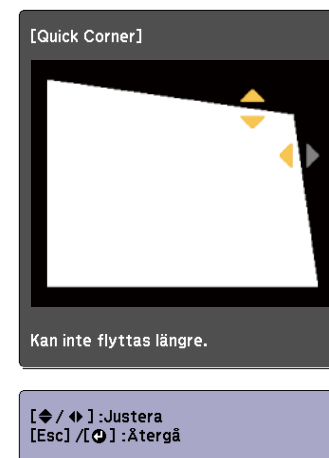 [Quick Corner]
Kan inte flyttas längre.
[ / ] :Justera
[Esc] /[ ] :Återgå